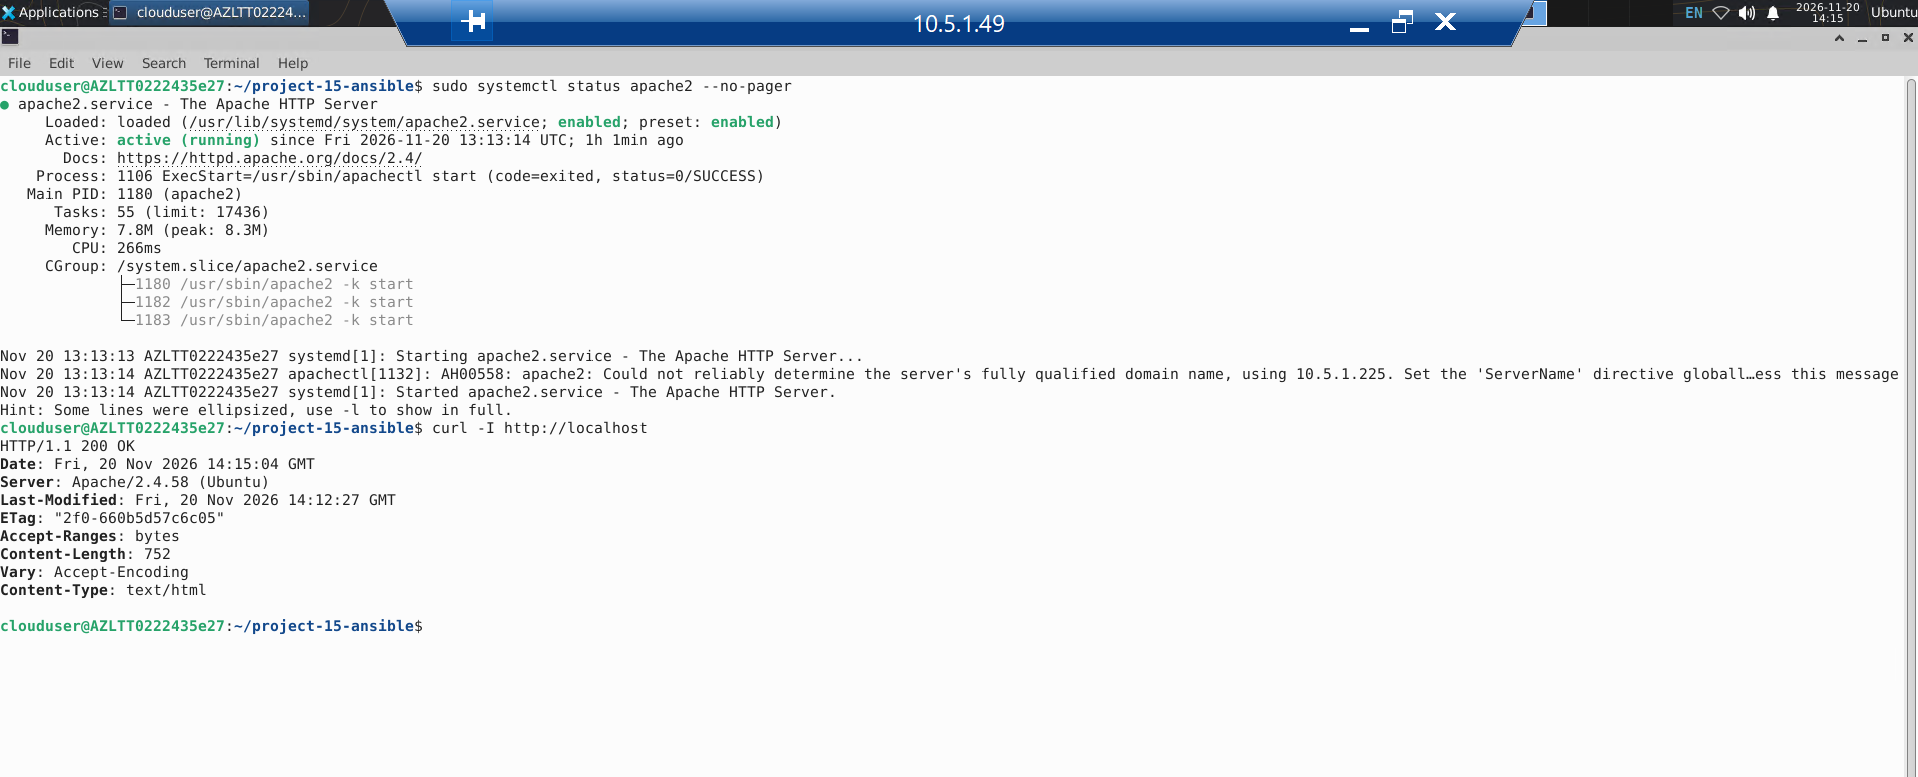 Applications clouduser@AZLTT02224... 10.5.1.49 EN 2026-11-20 14:15 Ubuntu
File Edit View Search Terminal Help
clouduser@AZLTT0222435e27:~/project-15-ansible$ sudo systemctl status apache2 --no-pager
● apache2.service - The Apache HTTP Server
     Loaded: loaded (/usr/lib/systemd/system/apache2.service; enabled; preset: enabled)
     Active: active (running) since Fri 2026-11-20 13:13:14 UTC; 1h 1min ago
       Docs: https://httpd.apache.org/docs/2.4/
    Process: 1106 ExecStart=/usr/sbin/apachectl start (code=exited, status=0/SUCCESS)
   Main PID: 1180 (apache2)
      Tasks: 55 (limit: 17436)
     Memory: 7.8M (peak: 8.3M)
        CPU: 266ms
     CGroup: /system.slice/apache2.service
             ├─1180 /usr/sbin/apache2 -k start
             ├─1182 /usr/sbin/apache2 -k start
             └─1183 /usr/sbin/apache2 -k start
Nov 20 13:13:13 AZLTT0222435e27 systemd[1]: Starting apache2.service - The Apache HTTP Server...
Nov 20 13:13:14 AZLTT0222435e27 apachectl[1132]: AH00558: apache2: Could not reliably determine the server's fully qualified domain name, using 10.5.1.225. Set the 'ServerName' directive globall…ess this message
Nov 20 13:13:14 AZLTT0222435e27 systemd[1]: Started apache2.service - The Apache HTTP Server.
Hint: Some lines were ellipsized, use -l to show in full.
clouduser@AZLTT0222435e27:~/project-15-ansible$ curl -I http://localhost
HTTP/1.1 200 OK
Date: Fri, 20 Nov 2026 14:15:04 GMT
Server: Apache/2.4.58 (Ubuntu)
Last-Modified: Fri, 20 Nov 2026 14:12:27 GMT
ETag: "2f0-660b5d57c6c05"
Accept-Ranges: bytes
Content-Length: 752
Vary: Accept-Encoding
Content-Type: text/html
clouduser@AZLTT0222435e27:~/project-15-ansible$